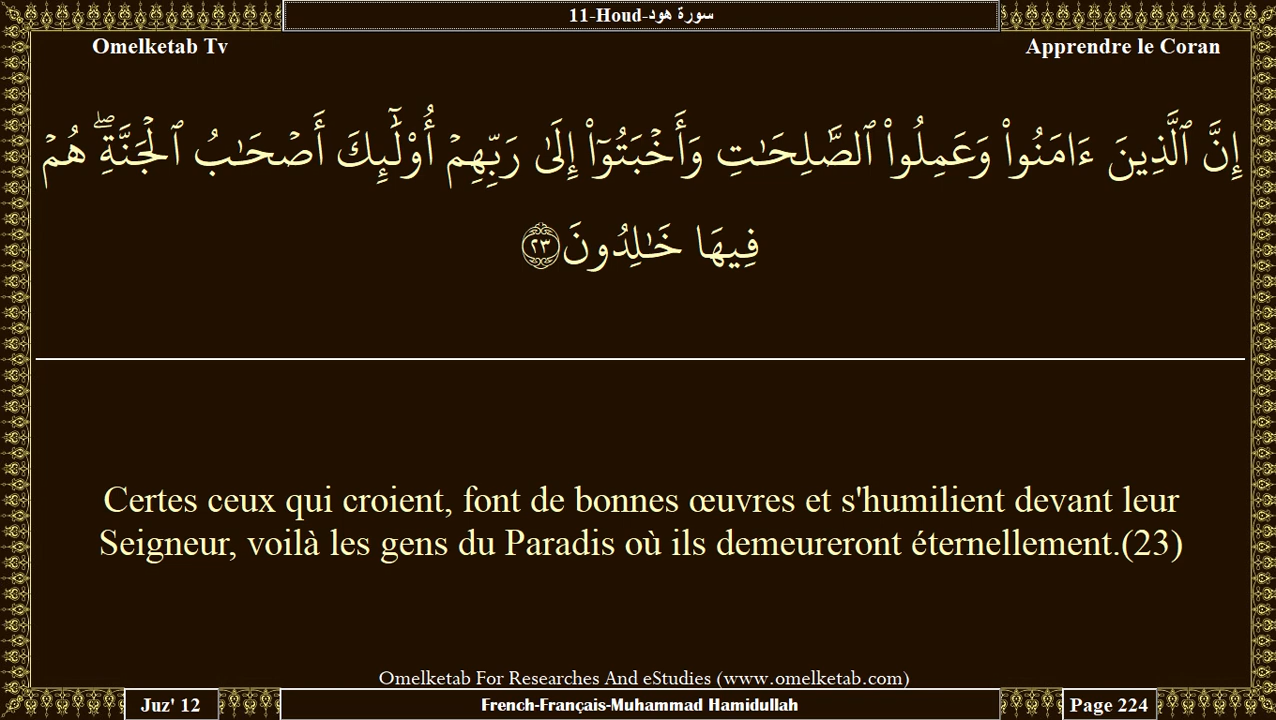 11-Houd-سورة هود
Omelketab Tv
Apprendre le Coran
إِنَّ ٱلَّذِينَ ءَامَنُوا۟ وَعَمِلُوا۟ ٱلصَّـٰلِحَـٰتِ وَأَخْبَتُوٓا۟ إِلَىٰ رَبِّهِمْ أُو۟لَـٰٓئِكَ أَصْحَـٰبُ ٱلْجَنَّةِ ۖ هُمْ
فِيهَا خَـٰلِدُونَ ٢٣
Certes ceux qui croient, font de bonnes œuvres et s'humilient devant leur
Seigneur, voilà les gens du Paradis où ils demeureront éternellement.(23)
Omelketab For Researches And eStudies (www.omelketab.com)
Juz' 12
French-Français-Muhammad Hamidullah
Page 224